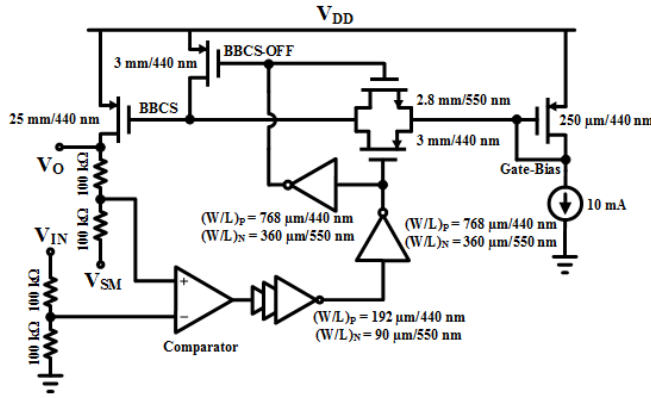 VDD
BBCS-OFF
3 mm/440 nm
2.8 mm/550 nm
BBCS
25 mm/440 nm
250 µm/440 nm
3 mm/440 nm
VO
100 kΩ
Gate-Bias
10 mA
100 kΩ
(W/L)P = 768 µm/440 nm
(W/L)N = 360 µm/550 nm
(W/L)P = 768 µm/440 nm
(W/L)N = 360 µm/550 nm
VIN
VSM
100 kΩ
+
−
100 kΩ
(W/L)P = 192 µm/440 nm
(W/L)N = 90 µm/550 nm
Comparator